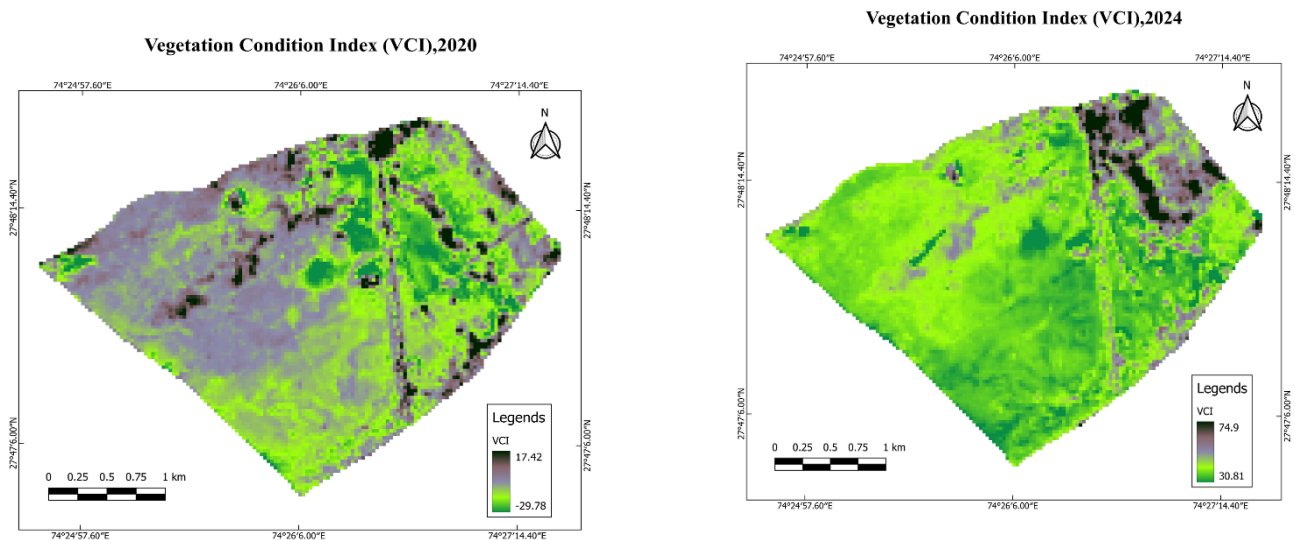 Vegetation Condition Index (VCI),2020
74°24'57.60"E 74°26'6.00"E 74°27'14.40"E
N
27°48'14.40"N
27°48'14.40"N
27°47'6.00"N
27°47'6.00"N
Legends
VCI
17.42
-29.78
0 0.25 0.5 0.75 1 km
74°24'57.60"E 74°26'6.00"E 74°27'14.40"E
Vegetation Condition Index (VCI),2024
74°24'57.60"E 74°26'6.00"E 74°27'14.40"E
N
27°48'14.40"N
27°48'14.40"N
27°47'6.00"N
27°47'6.00"N
Legends
VCI
74.9
30.81
0 0.25 0.5 0.75 1 km
74°24'57.60"E 74°26'6.00"E 74°27'14.40"E